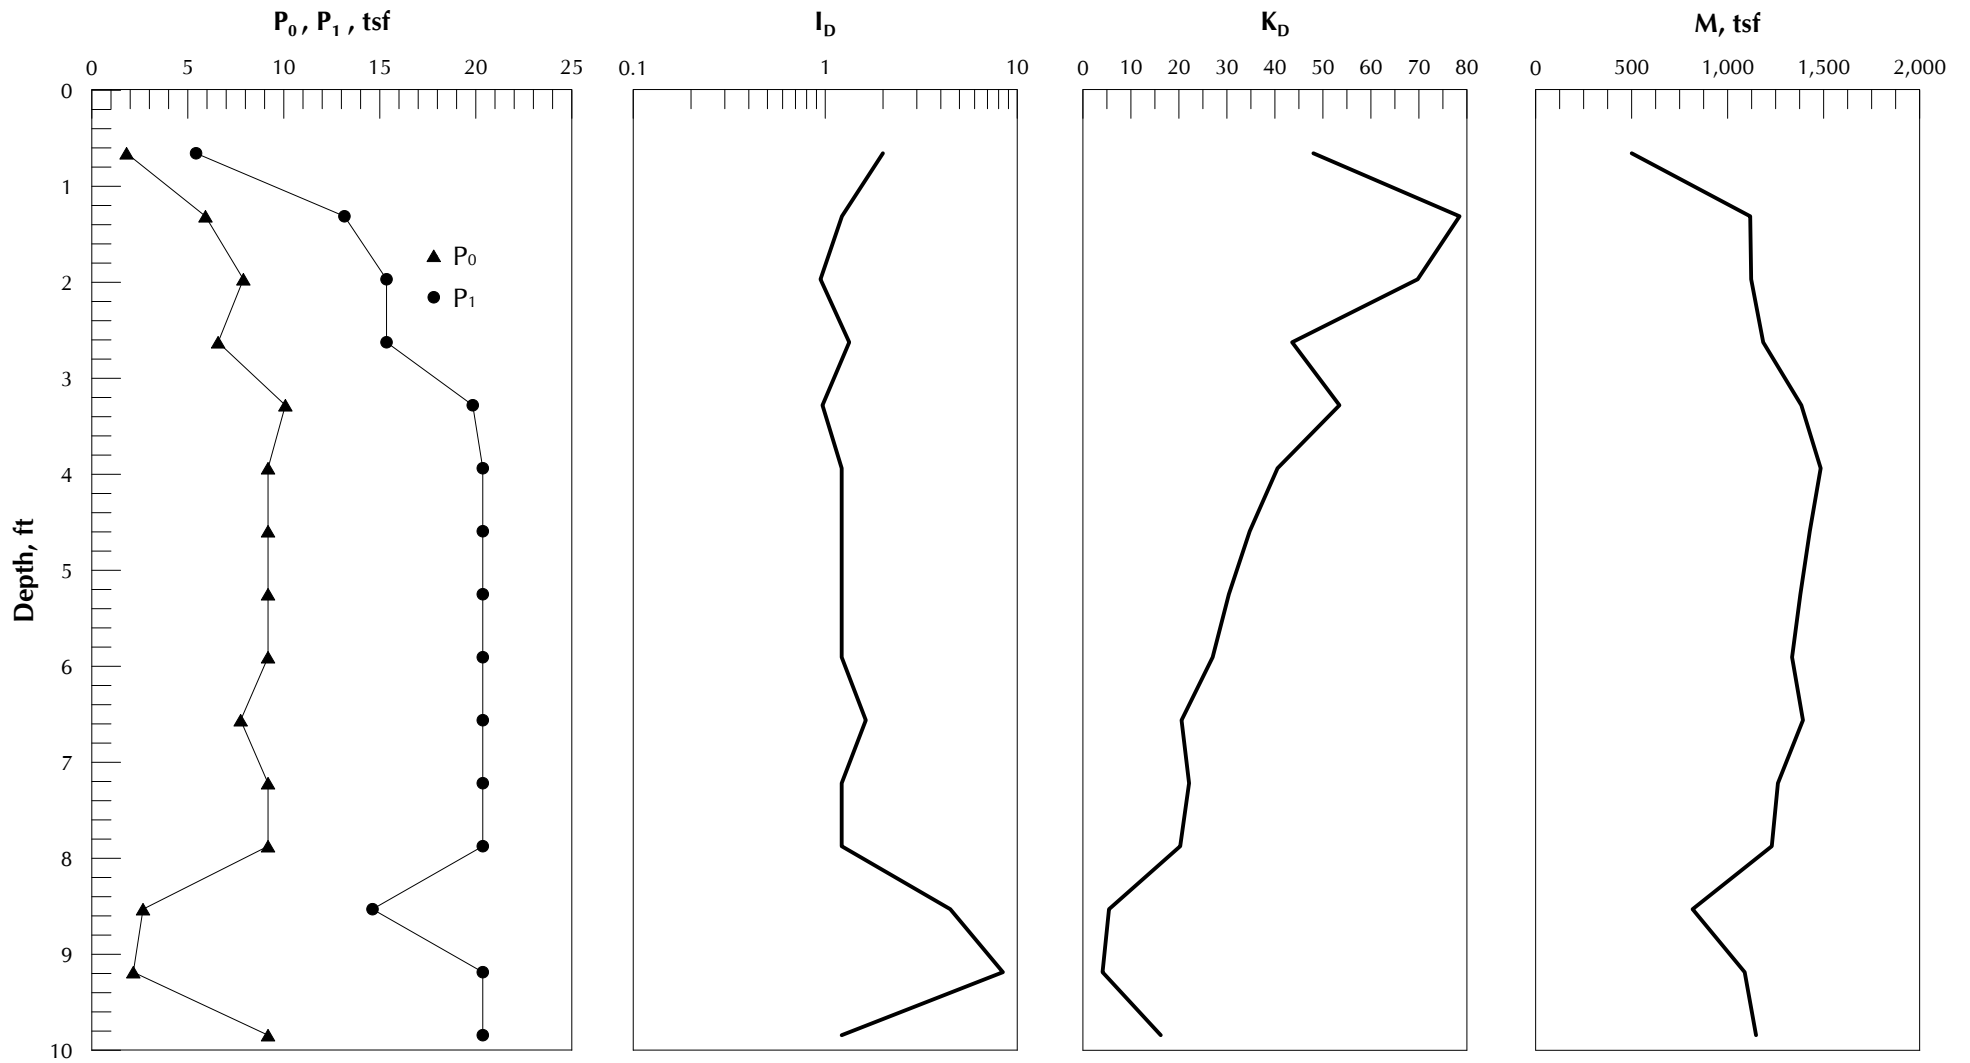 P₀ , P₁ , tsf
I_D
K_D
M, tsf
0 5 10 15 20 25
0.1 1 10
0 10 20 30 40 50 60 70 80
0 500 1,000 1,500 2,000
0
1
2
3
4
5
6
7
8
9
10
Depth, ft
P₀
P₁